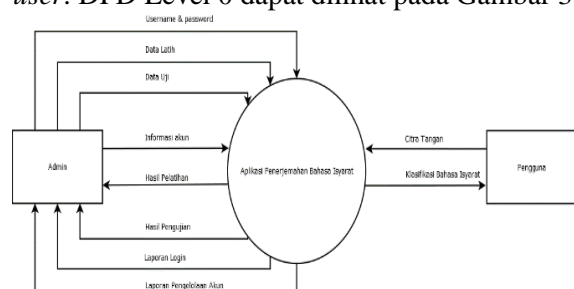 user. DFD Level 0 dapat dilihat pada Gambar 3
Username & password
Data Latih
Data Uji
Informasi akun
Citra Tangan
Admin
Aplikasi Penerjemahan Bahasa Isyarat
Pengguna
Hasil Pelatihan
Klasifikasi Bahasa Isyarat
Hasil Pengujian
Laporan Login
Laporan Pengelolaan Akun